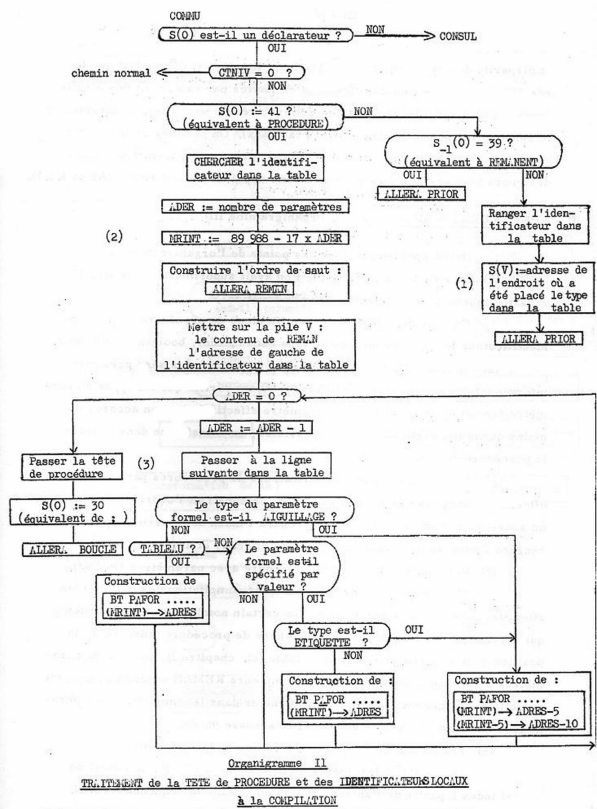 CONNU
S(0) est-il un déclarateur ?
NON
CONSUL
OUI
chemin normal
CTNIV = 0 ?
NON
S(0) := 41 ?
(équivalent à PROCEDURE)
NON
OUI
S-1(0) = 39 ?
(équivalent à REMANENT)
CHERCHER l'identifi-
cateur dans la table
OUI
NON
ALLERA PRIOR
ADER := nombre de paramètres
Ranger l'iden-
tificateur dans
la table
(2)
MRINT := 89 988 - 17 x ADER
Construire l'ordre de saut :
ALLERA REMAN
(1)
S(V):=adresse de
l'endroit où a
été placé le type
dans la table
ALLERA PRIOR
Mettre sur la pile V :
le contenu de REMAN
l'adresse de gauche de
l'identificateur dans la table
ADER = 0 ?
ADER := ADER - 1
Passer la tête
de procédure
(3)
Passer à la ligne
suivante dans la table
S(0) := 30
(équivalent de ; )
Le type du paramètre
formel est-il AIGUILLAGE ?
NON
OUI
ALLERA BOUCLE
TABLEAU ?
NON
Le paramètre
formel est il
spécifié par
valeur ?
OUI
Construction de
BT PAFOR .....
(MRINT)→ADRES
NON
OUI
Le type est-il
ETIQUETTE ?
OUI
NON
Construction de :
BT PAFOR .....
(MRINT)→ ADRES
Construction de :
BT PAFOR .....
(MRINT) → ADRES-5
(MRINT-5) → ADRES-10
Organigramme II
TRAITEMENT de la TETE de PROCEDURE et des IDENTIFICATEURS LOCAUX
à la COMPILATION